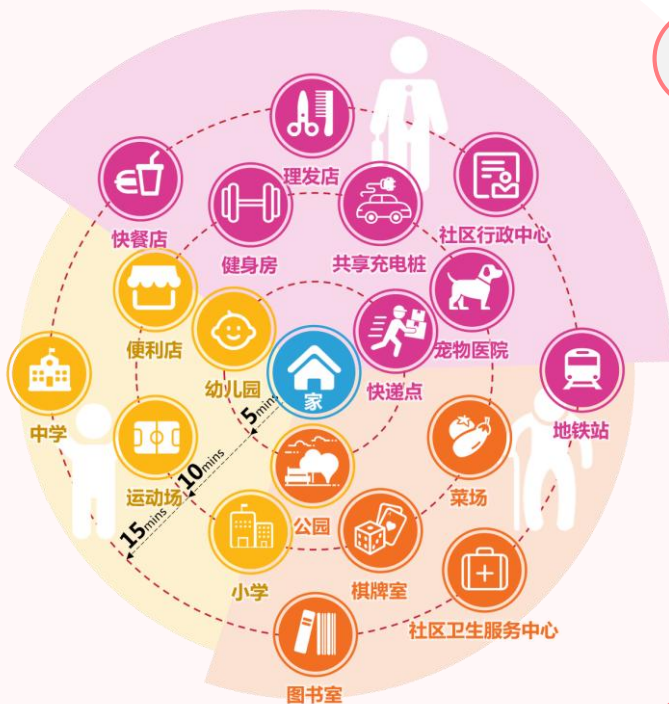 理发店
快餐店
社区行政中心
健身房
共享充电桩
便利店
宠物医院
幼儿园
家
快递点
中学
地铁站
5mins
10mins
15mins
运动场
菜场
公园
小学
棋牌室
社区卫生服务中心
图书室